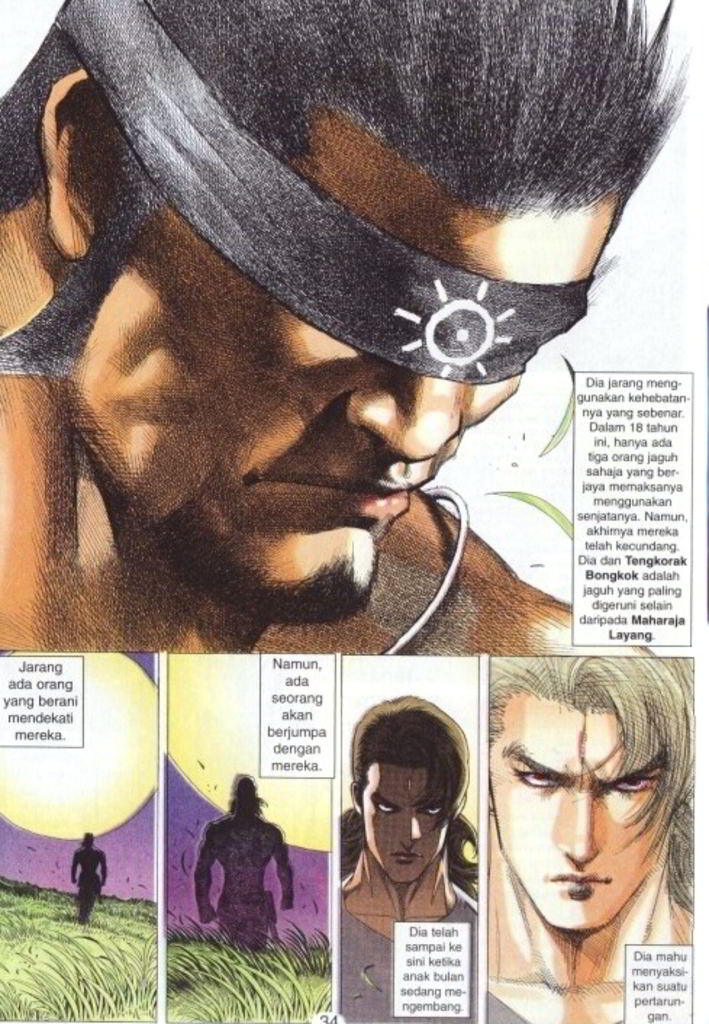 Dia jarang meng-
gunakan kehebatan-
nya yang sebenar.
Dalam 18 tahun
ini, hanya ada
tiga orang jaguh
sahaja yang ber-
jaya memaksanya
menggunakan
senjatanya. Namun,
akhirnya mereka
telah kecundang.
Dia dan Tengkorak
Bongkok adalah
jaguh yang paling
digeruni selain
daripada Maharaja
Layang.
Jarang
ada orang
yang berani
mendekati
mereka.
Namun,
ada
seorang
akan
berjumpa
dengan
mereka.
Dia telah
sampai ke
sini ketika
anak bulan
sedang me-
ngembang.
Dia mahu
menyaksi-
kan suatu
pertarun-
gan.
34